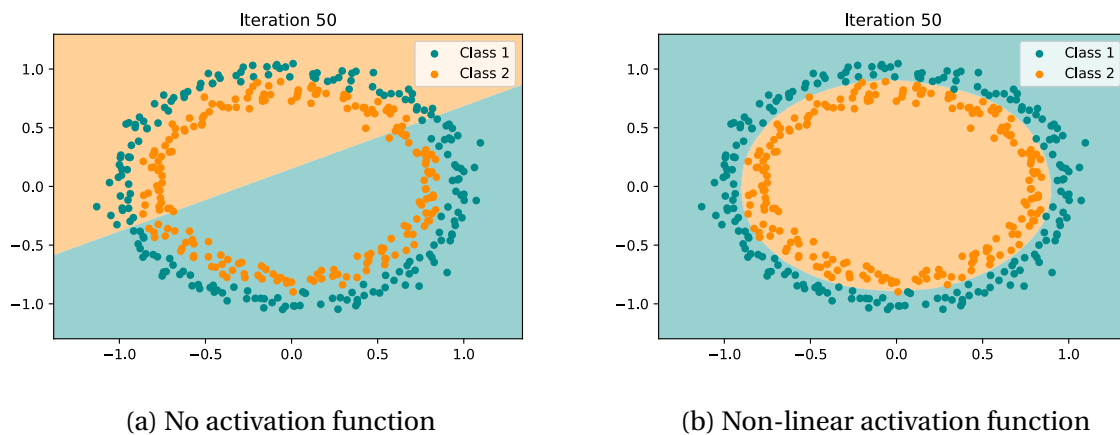 Iteration 50
Class 1
Class 2
1.0
0.5
0.0
−0.5
−1.0
−1.0 −0.5 0.0 0.5 1.0
(a) No activation function
Iteration 50
Class 1
Class 2
1.0
0.5
0.0
−0.5
−1.0
−1.0 −0.5 0.0 0.5 1.0
(b) Non-linear activation function